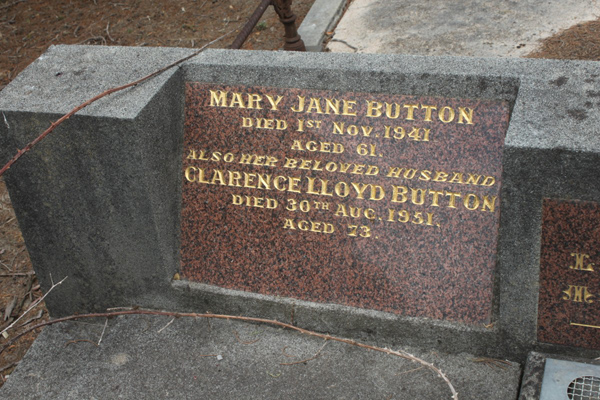 MARY JANE BUTTON
DIED 1ST NOV. 1941
AGED 61.
ALSO HER BELOVED HUSBAND
CLARENCE LLOYD BUTTON
DIED 30TH AUG. 1951.
AGED 73.